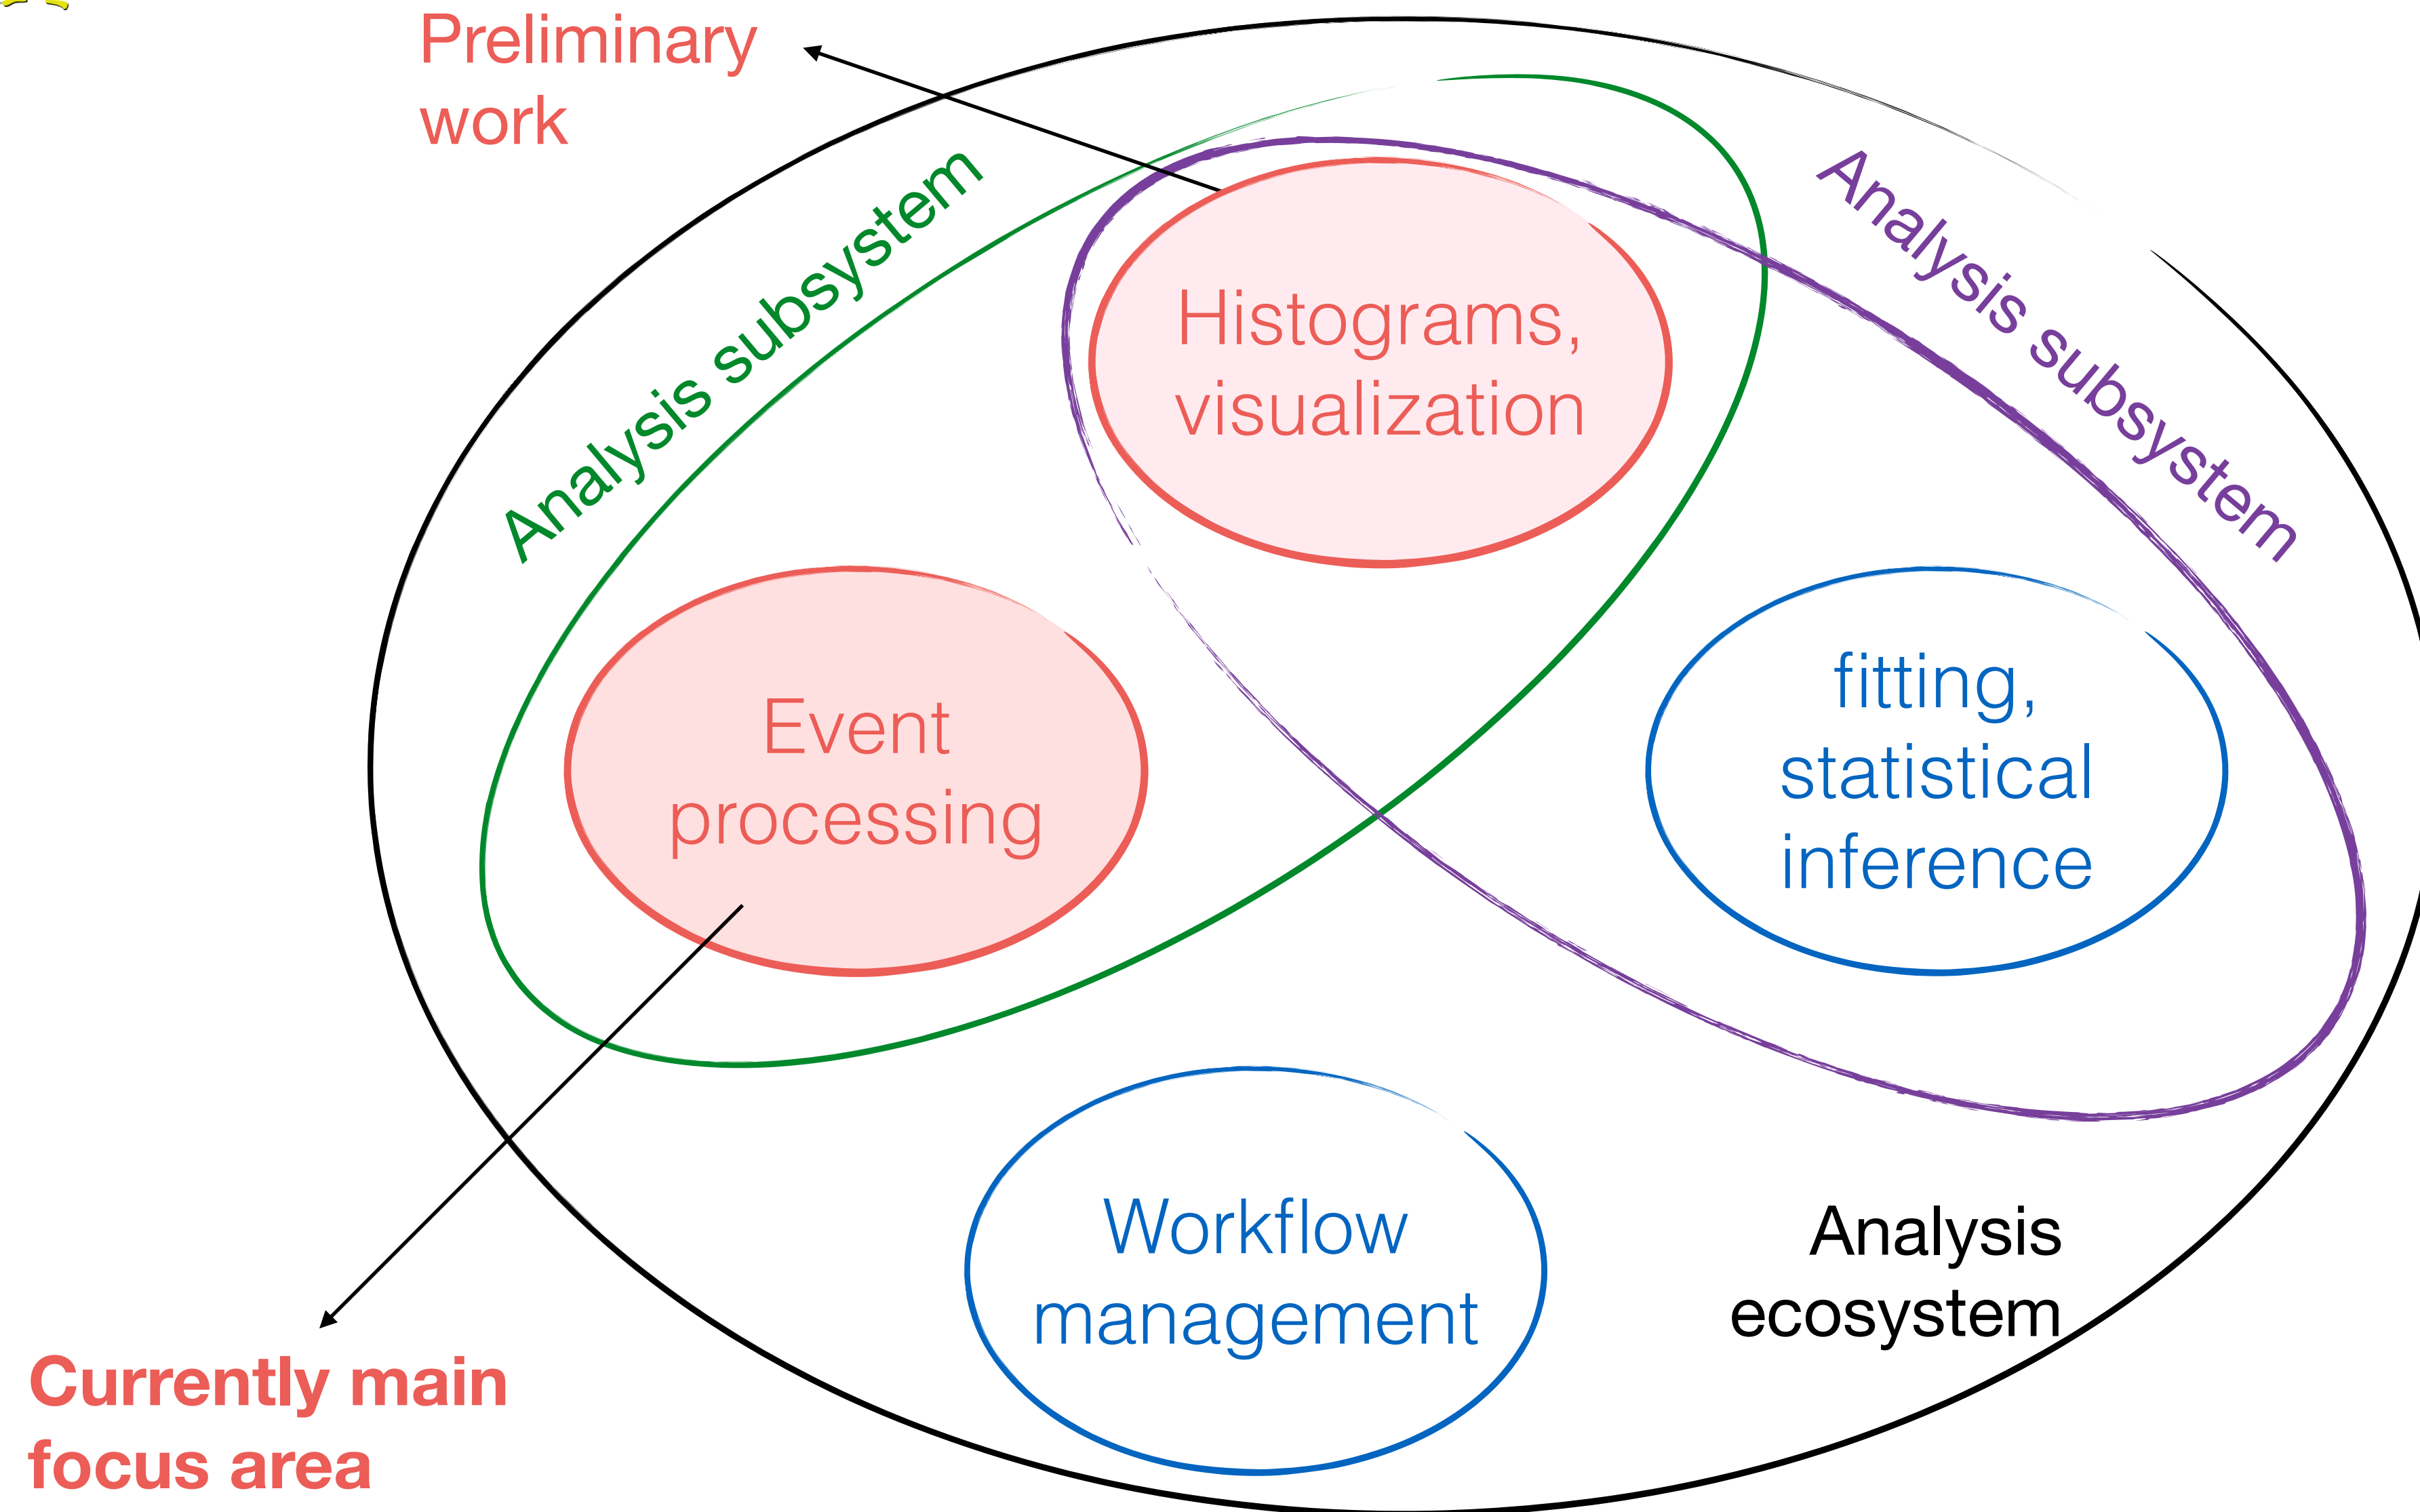 Preliminary
work
Analysis subsystem
Analysis subsystem
Histograms,
visualization
Event
processing
fitting,
statistical
inference
Workflow
management
Analysis
ecosystem
Currently main
focus area